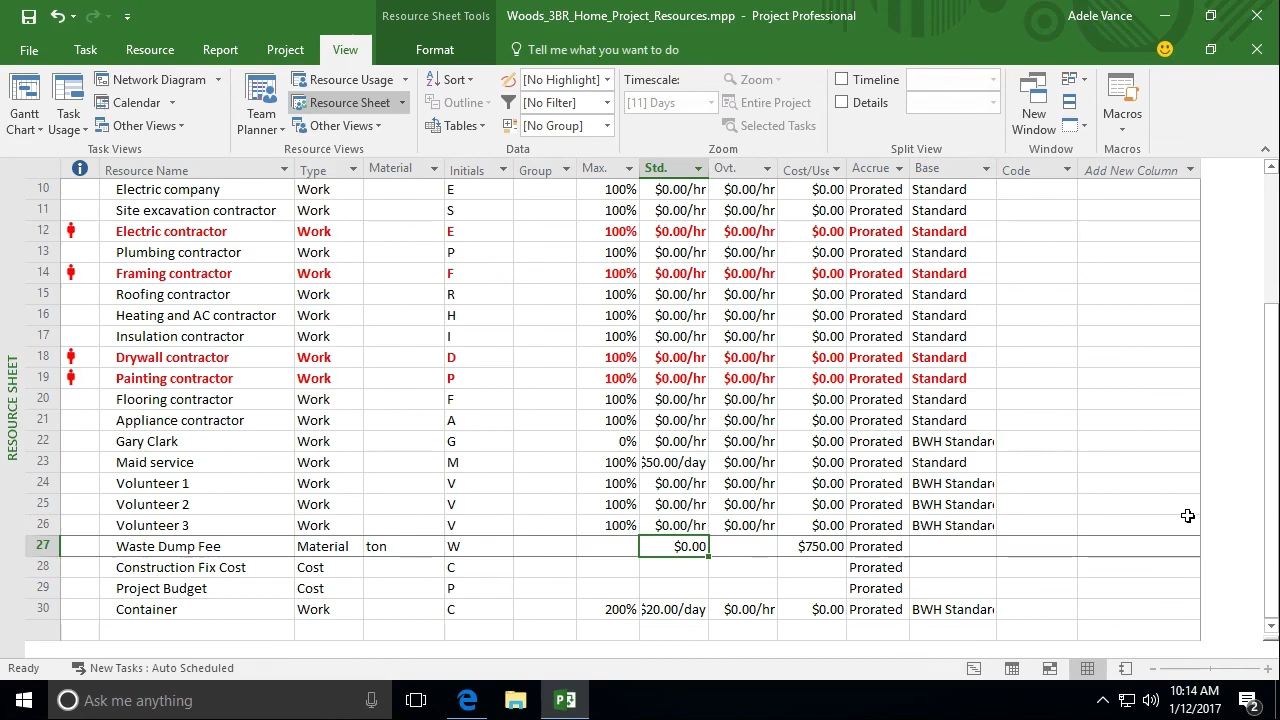 Resource Sheet Tools
Woods_3BR_Home_Project_Resources.mpp - Project Professional
Adele Vance
File Task Resource Report Project View Format Tell me what you want to do
Gantt Chart
Task Usage
Network Diagram
Calendar
Other Views
Task Views
Team Planner
Resource Usage
Resource Sheet
Other Views
Resource Views
Sort
Outline
Tables
[No Highlight]
[No Filter]
[No Group]
Data
Timescale:
[11] Days
Zoom
Entire Project
Selected Tasks
Zoom
Timeline
Details
Split View
New Window
Window
Macros
Macros
Resource Name Type Material Initials Group Max. Std. Ovt. Cost/Use Accrue Base Code Add New Column
10 Electric company Work E 100% $0.00/hr $0.00/hr $0.00 Prorated Standard
11 Site excavation contractor Work S 100% $0.00/hr $0.00/hr $0.00 Prorated Standard
12 Electric contractor Work E 100% $0.00/hr $0.00/hr $0.00 Prorated Standard
13 Plumbing contractor Work P 100% $0.00/hr $0.00/hr $0.00 Prorated Standard
14 Framing contractor Work F 100% $0.00/hr $0.00/hr $0.00 Prorated Standard
15 Roofing contractor Work R 100% $0.00/hr $0.00/hr $0.00 Prorated Standard
16 Heating and AC contractor Work H 100% $0.00/hr $0.00/hr $0.00 Prorated Standard
17 Insulation contractor Work I 100% $0.00/hr $0.00/hr $0.00 Prorated Standard
18 Drywall contractor Work D 100% $0.00/hr $0.00/hr $0.00 Prorated Standard
19 Painting contractor Work P 100% $0.00/hr $0.00/hr $0.00 Prorated Standard
20 Flooring contractor Work F 100% $0.00/hr $0.00/hr $0.00 Prorated Standard
21 Appliance contractor Work A 100% $0.00/hr $0.00/hr $0.00 Prorated Standard
22 Gary Clark Work G 0% $0.00/hr $0.00/hr $0.00 Prorated BWH Standard
23 Maid service Work M 100% $50.00/day $0.00/hr $0.00 Prorated Standard
24 Volunteer 1 Work V 100% $0.00/hr $0.00/hr $0.00 Prorated BWH Standard
25 Volunteer 2 Work V 100% $0.00/hr $0.00/hr $0.00 Prorated BWH Standard
26 Volunteer 3 Work V 100% $0.00/hr $0.00/hr $0.00 Prorated BWH Standard
27 Waste Dump Fee Material ton W $0.00 $750.00 Prorated
28 Construction Fix Cost Cost C Prorated
29 Project Budget Cost P Prorated
30 Container Work C 200% $20.00/day $0.00/hr $0.00 Prorated BWH Standard
RESOURCE SHEET
Ready New Tasks : Auto Scheduled
Ask me anything
10:14 AM
1/12/2017
2